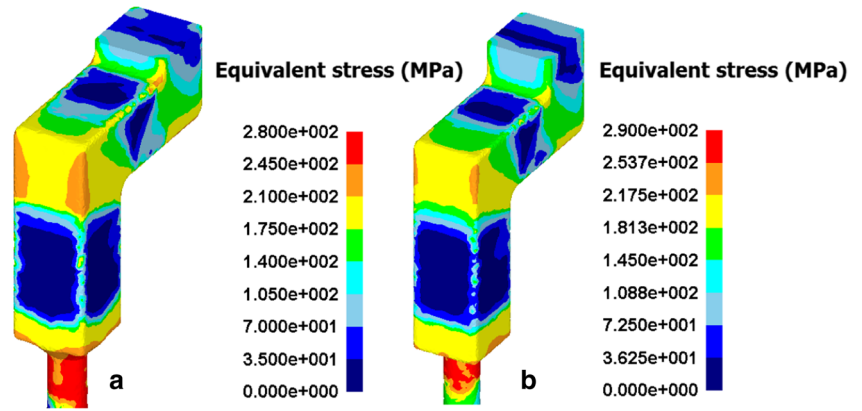 Equivalent stress (MPa)
2.800e+002
2.450e+002
2.100e+002
1.750e+002
1.400e+002
1.050e+002
7.000e+001
3.500e+001
0.000e+000
a
Equivalent stress (MPa)
2.900e+002
2.537e+002
2.175e+002
1.813e+002
1.450e+002
1.088e+002
7.250e+001
3.625e+001
0.000e+000
b